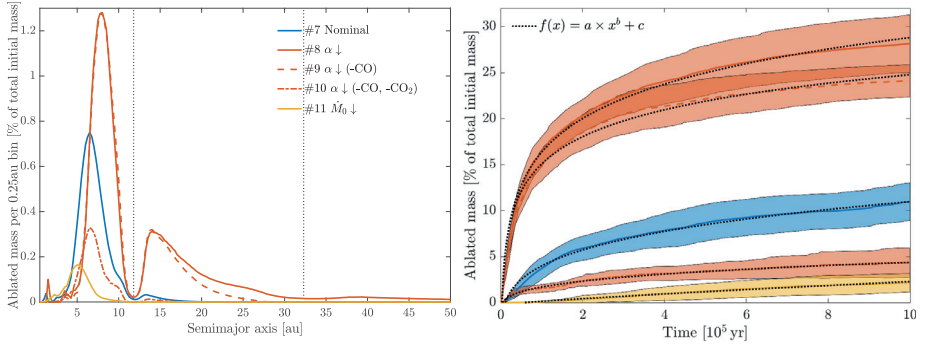 Ablated mass per 0.25au bin [% of total initial mass]
1.2
1
0.8
0.6
0.4
0.2
0
#7 Nominal
#8 α ↓
#9 α ↓ (-CO)
#10 α ↓ (-CO, -CO₂)
#11 Ṁ₀ ↓
5 10 15 20 25 30 35 40 45 50
Semimajor axis [au]
Ablated mass [% of total initial mass]
30
25
20
15
10
5
0
f(x) = a × xᵇ + c
0 2 4 6 8 10
Time [10⁵ yr]